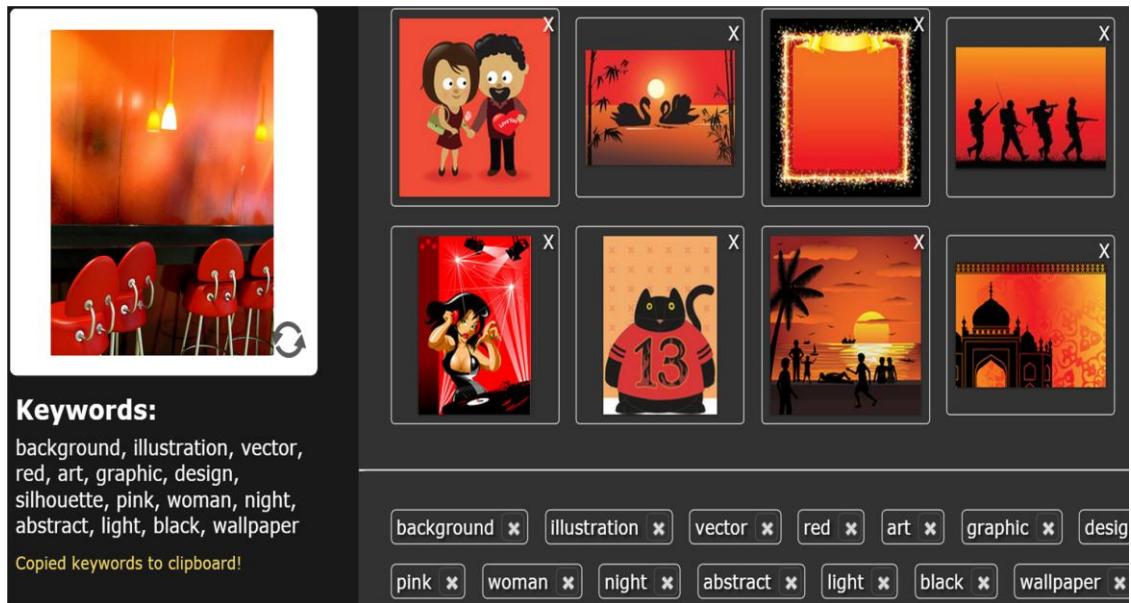 X
X
X
X
LOVE YOU
X
X
X
X
13
Keywords:
background, illustration, vector,
red, art, graphic, design,
silhouette, pink, woman, night,
abstract, light, black, wallpaper
Copied keywords to clipboard!
background ✖ illustration ✖ vector ✖ red ✖ art ✖ graphic ✖ desig
pink ✖ woman ✖ night ✖ abstract ✖ light ✖ black ✖ wallpaper ✖